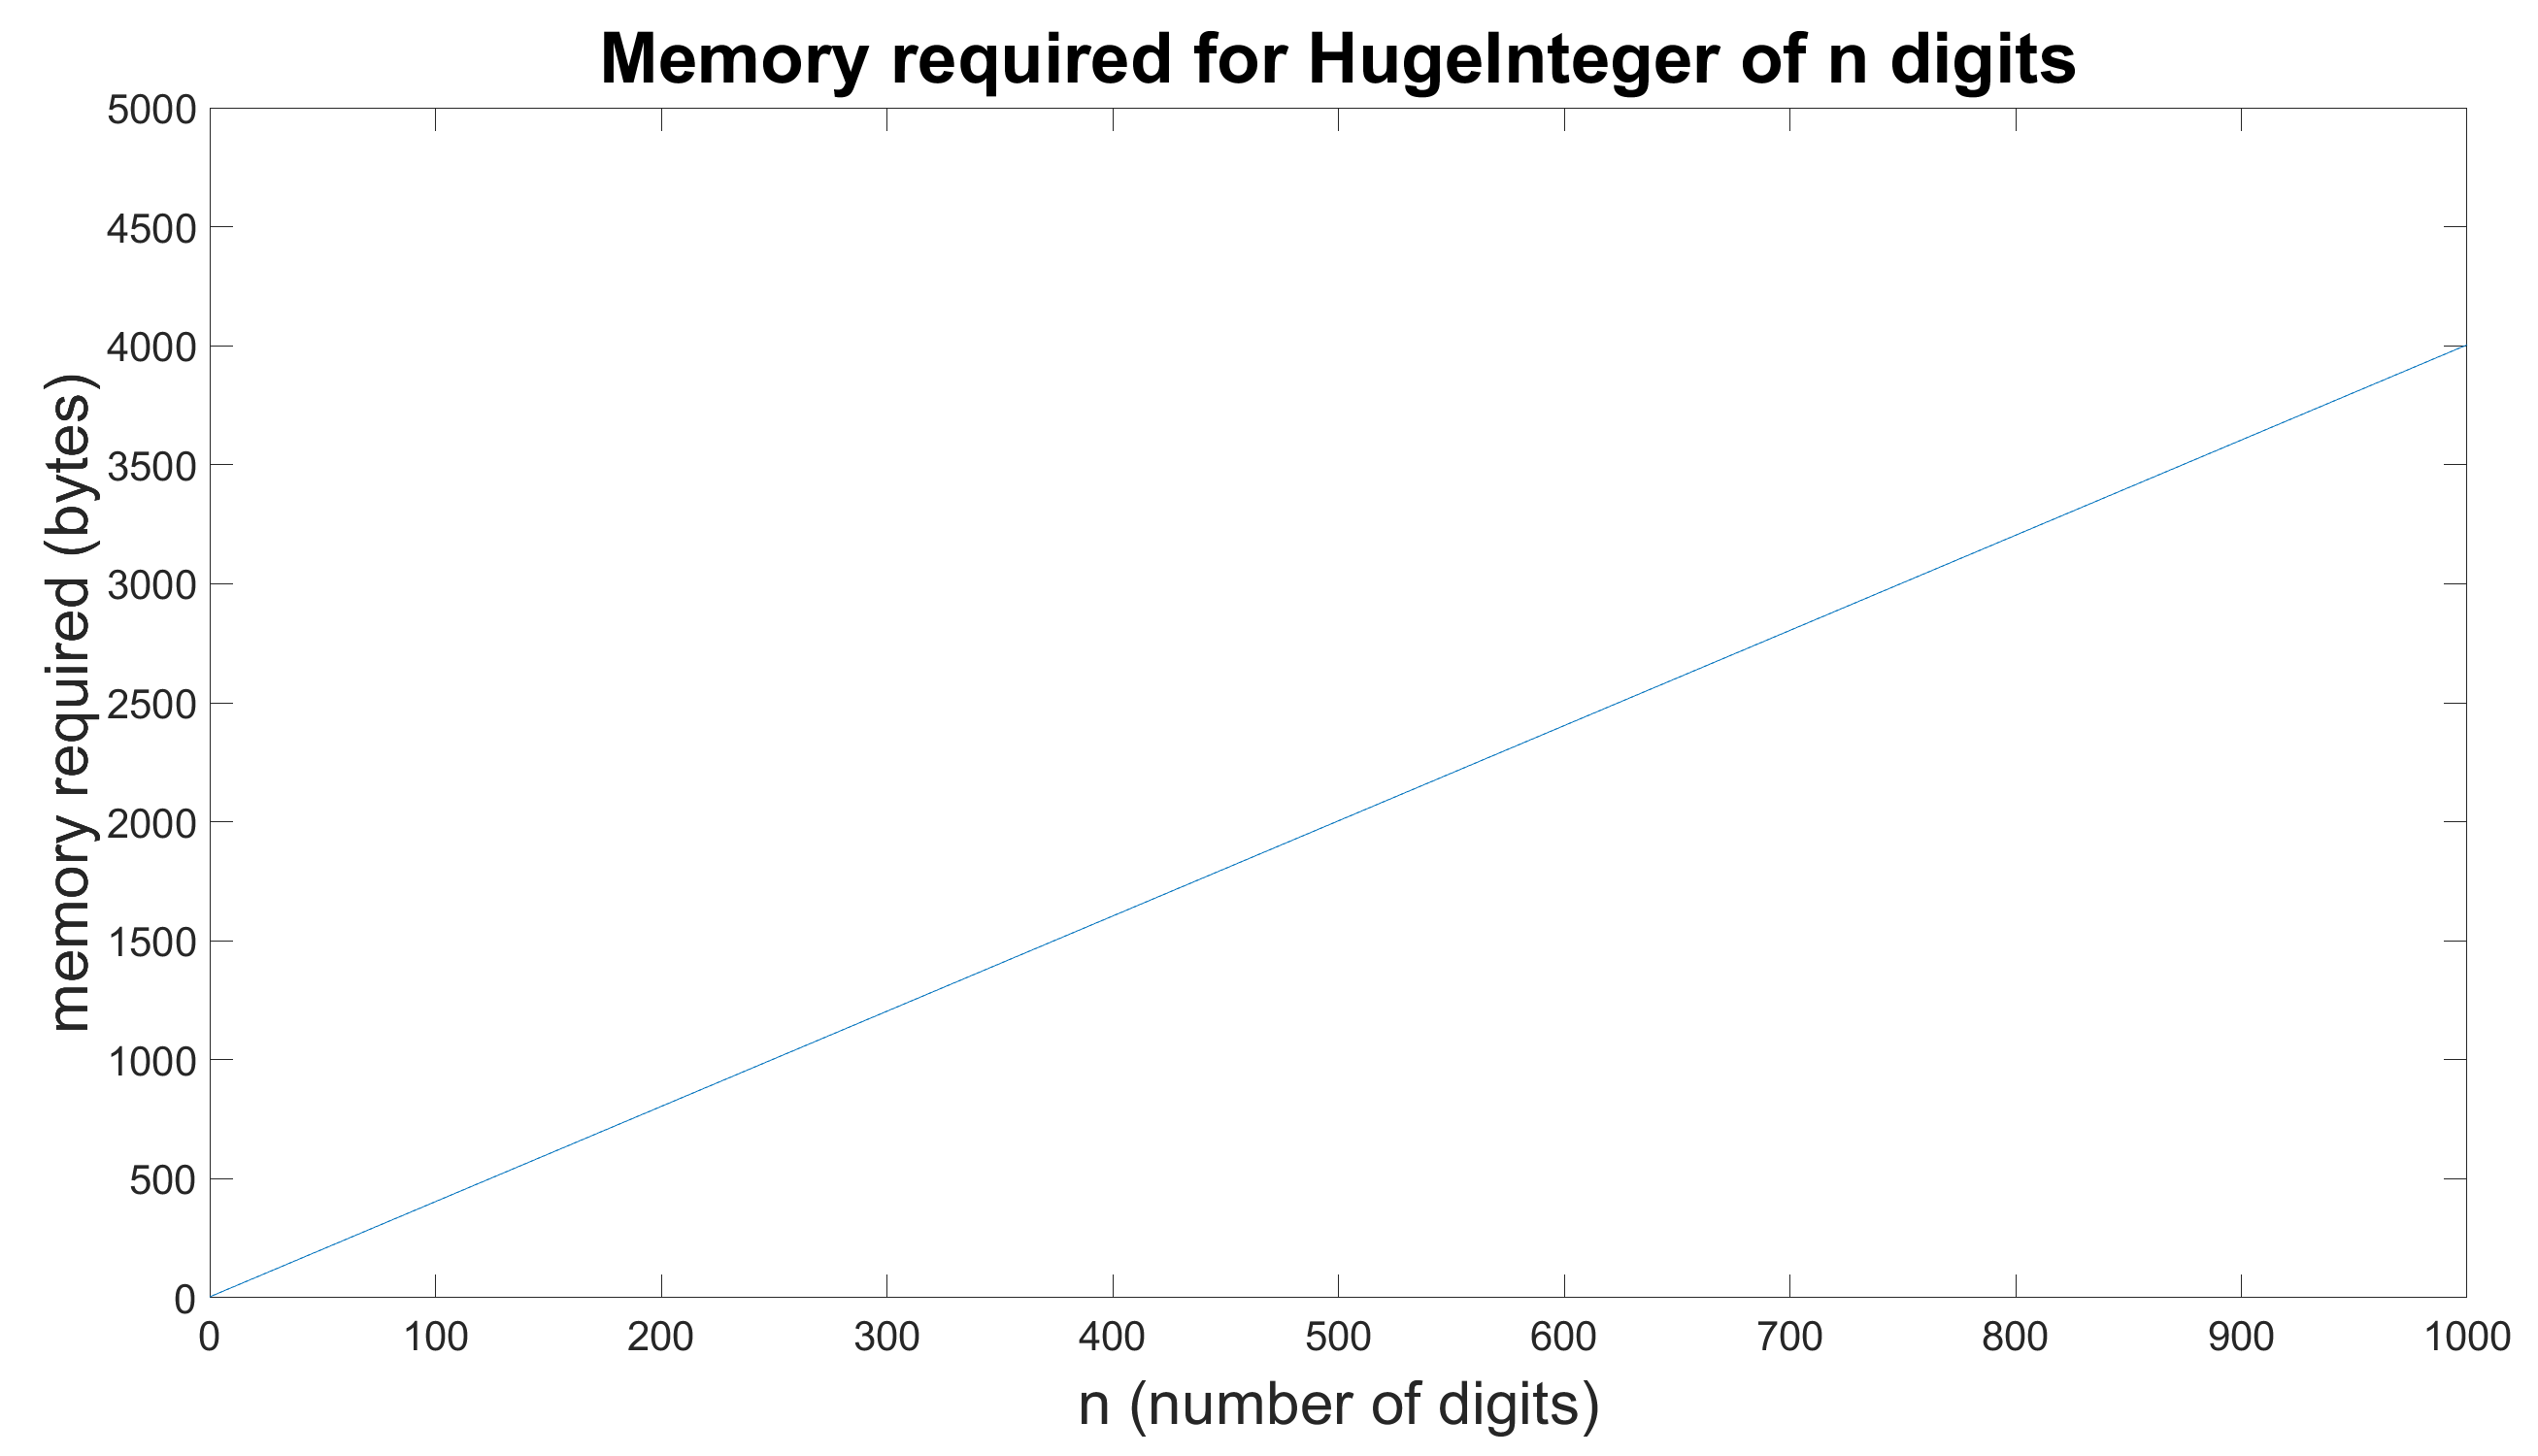 Memory required for HugeInteger of n digits
5000
4500
4000
3500
3000
2500
2000
1500
1000
500
0
memory required (bytes)
0 100 200 300 400 500 600 700 800 900 1000
n (number of digits)